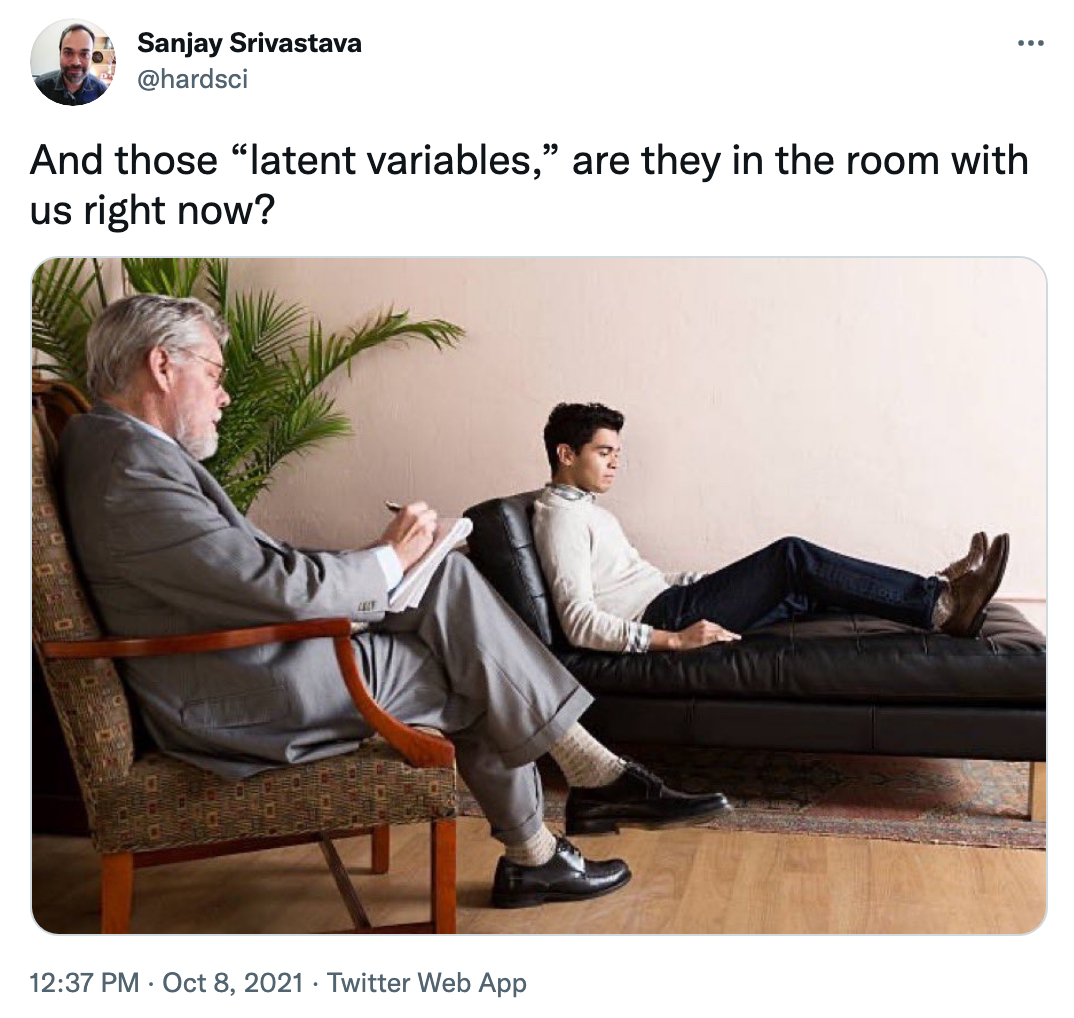 Sanjay Srivastava
@hardsci
And those “latent variables,” are they in the room with
us right now?
12:37 PM · Oct 8, 2021 · Twitter Web App